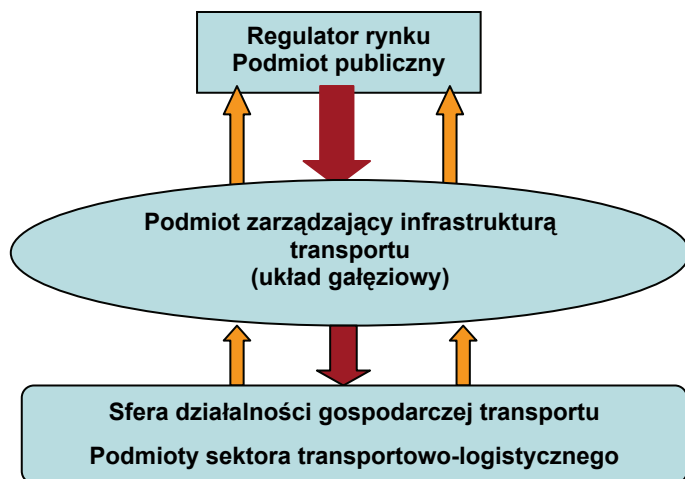 Regulator rynku
Podmiot publiczny
Podmiot zarządzający infrastrukturą
transportu
(układ gałęziowy)
Sfera działalności gospodarczej transportu
Podmioty sektora transportowo-logistycznego